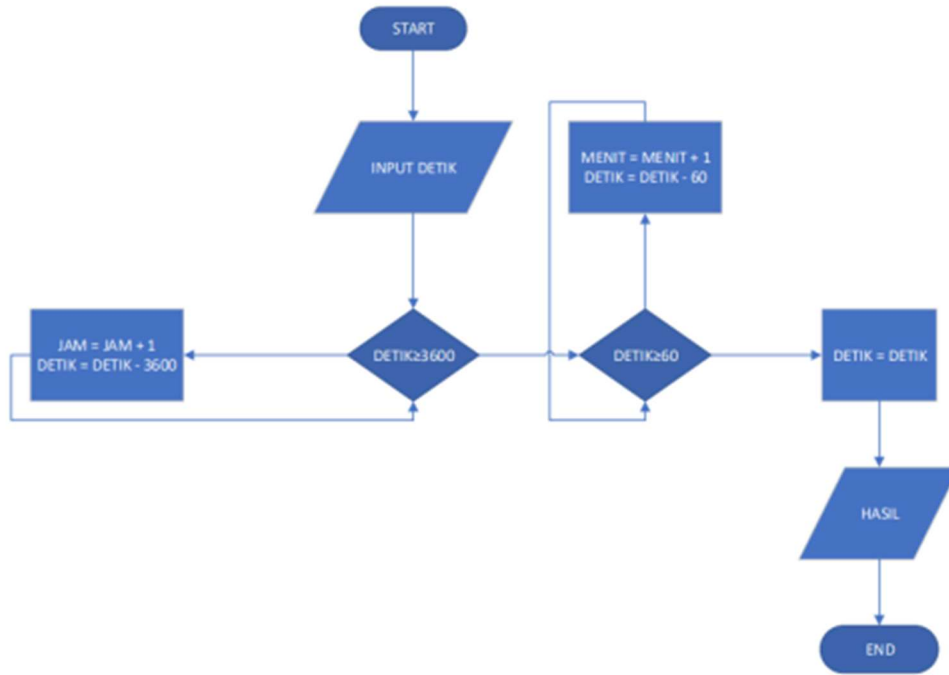 START
INPUT DETIK
MENIT = MENIT + 1
DETIK = DETIK - 60
JAM = JAM + 1
DETIK = DETIK - 3600
DETIK≥3600
DETIK≥60
DETIK = DETIK
HASIL
END